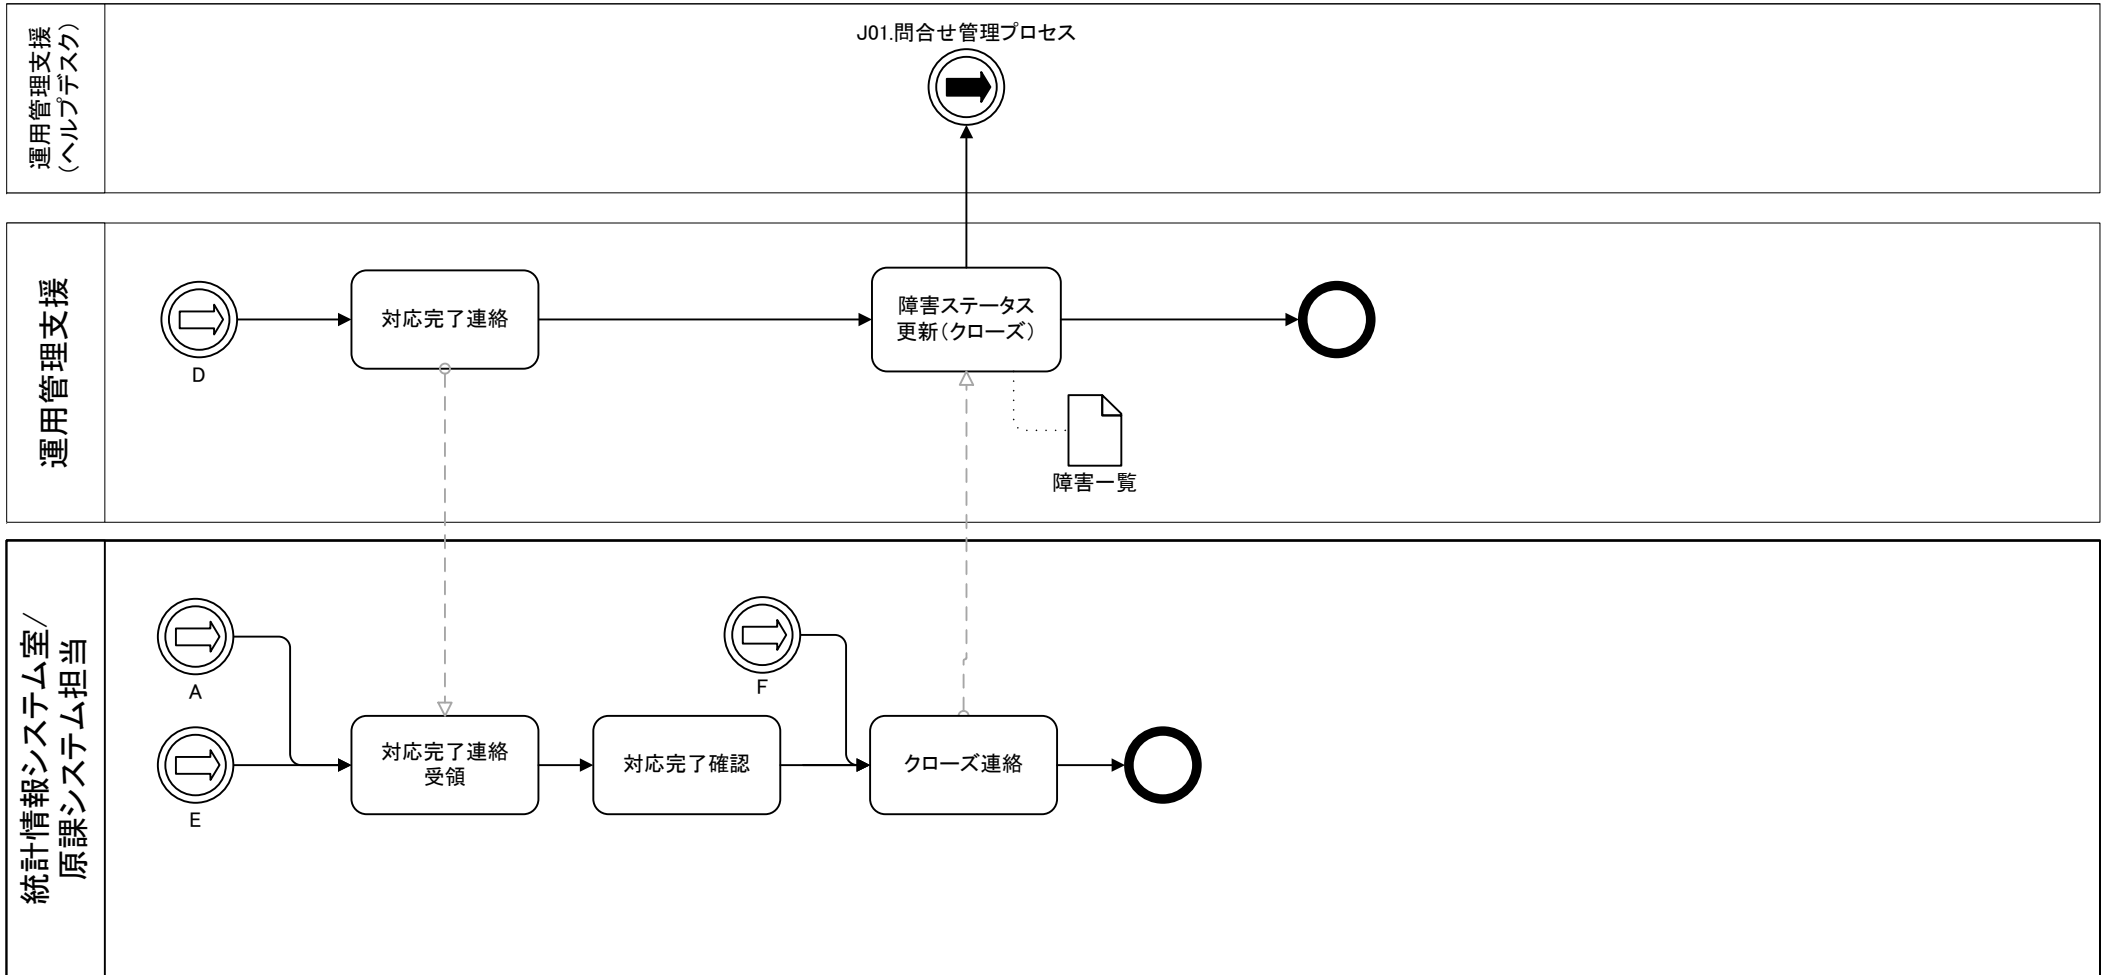 運用管理支援
(ヘルプデスク)
J01.問合せ管理プロセス
運用管理支援
D
対応完了連絡
障害ステータス
更新(クローズ)
障害一覧
統計情報システム室/
原課システム担当
A
E
対応完了連絡
受領
対応完了確認
F
クローズ連絡